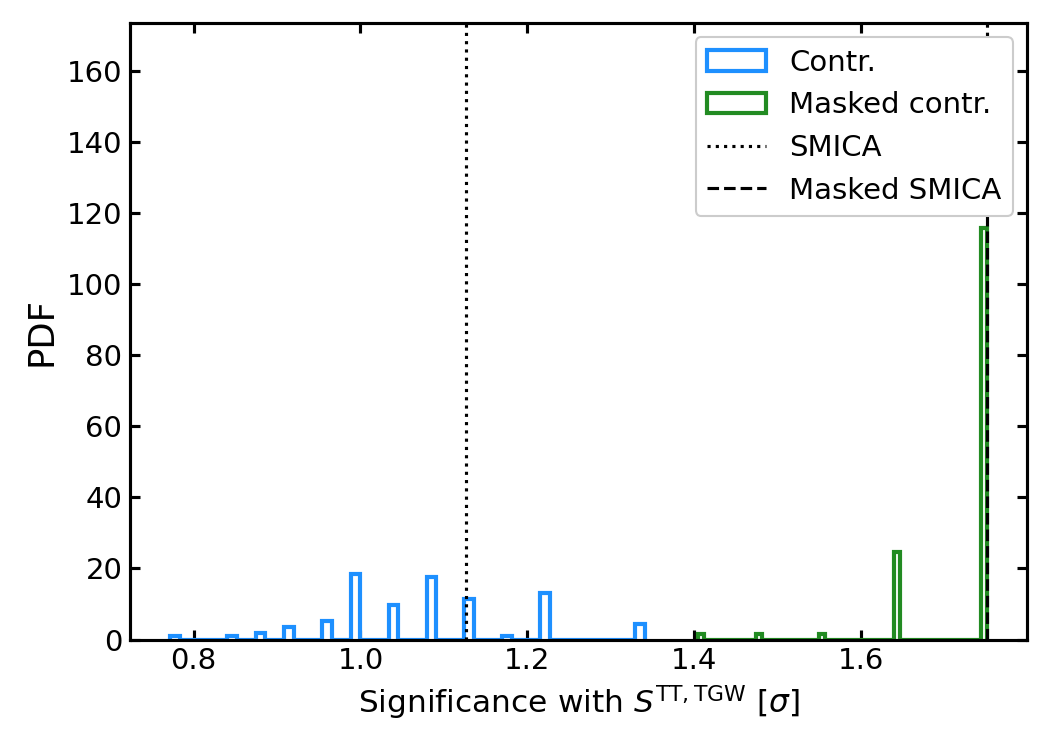 160
140
120
100
80
60
40
20
0
PDF
0.8 1.0 1.2 1.4 1.6
Significance with S^{TT, TGW} [σ]
Contr.
Masked contr.
SMICA
Masked SMICA